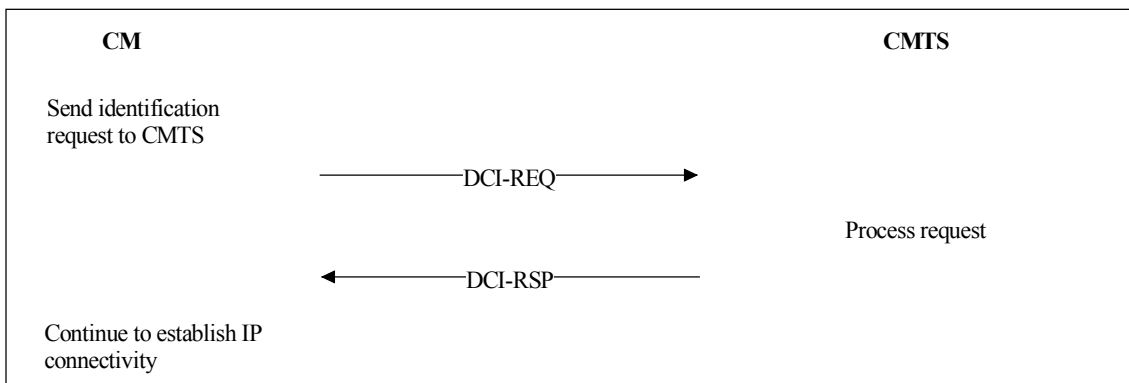 CM
CMTS
Send identification
request to CMTS
DCI-REQ
Process request
DCI-RSP
Continue to establish IP
connectivity